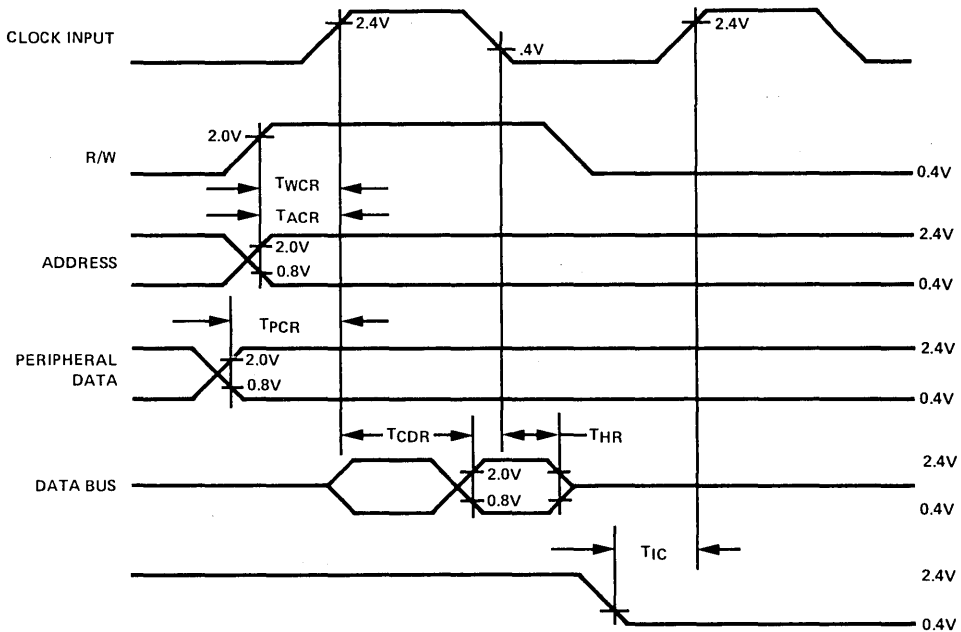 CLOCK INPUT
2.4V
.4V
2.4V
R/W
2.0V
0.4V
TWCR
TACR
ADDRESS
2.0V
0.8V
2.4V
0.4V
TPCR
PERIPHERAL
DATA
2.0V
0.8V
2.4V
0.4V
TCDR
THR
DATA BUS
2.0V
0.8V
2.4V
0.4V
TIC
2.4V
0.4V